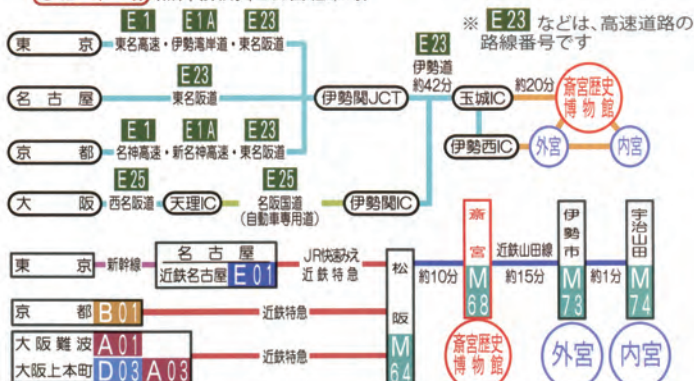 ※ E23 などは、高速道路の
路線番号です
E1 E1A E23
東京 東名高速・伊勢湾岸道・東名阪道
E23
名古屋 東名阪道
E1 E1A E23
京都 名神高速・新名神高速・東名阪道
E25 E25
大阪 西名阪道 天理IC 名阪国道 伊勢関IC
(自動車専用道)
伊勢関JCT
E23
伊勢道
約42分
玉城IC 約20分 斎宮歴史
博物館
伊勢西IC 外宮 内宮
東京 新幹線 名古屋 JR快速みえ
近鉄名古屋 E01 近鉄特急
京都 B01 近鉄特急
大阪難波 A01
大阪上本町 D03 A03 近鉄特急
松阪 M64
約10分
斎宮 M68
近鉄山田線
約15分
伊勢市 M73
約1分
宇治山田 M74
斎宮歴史
博物館
外宮
内宮